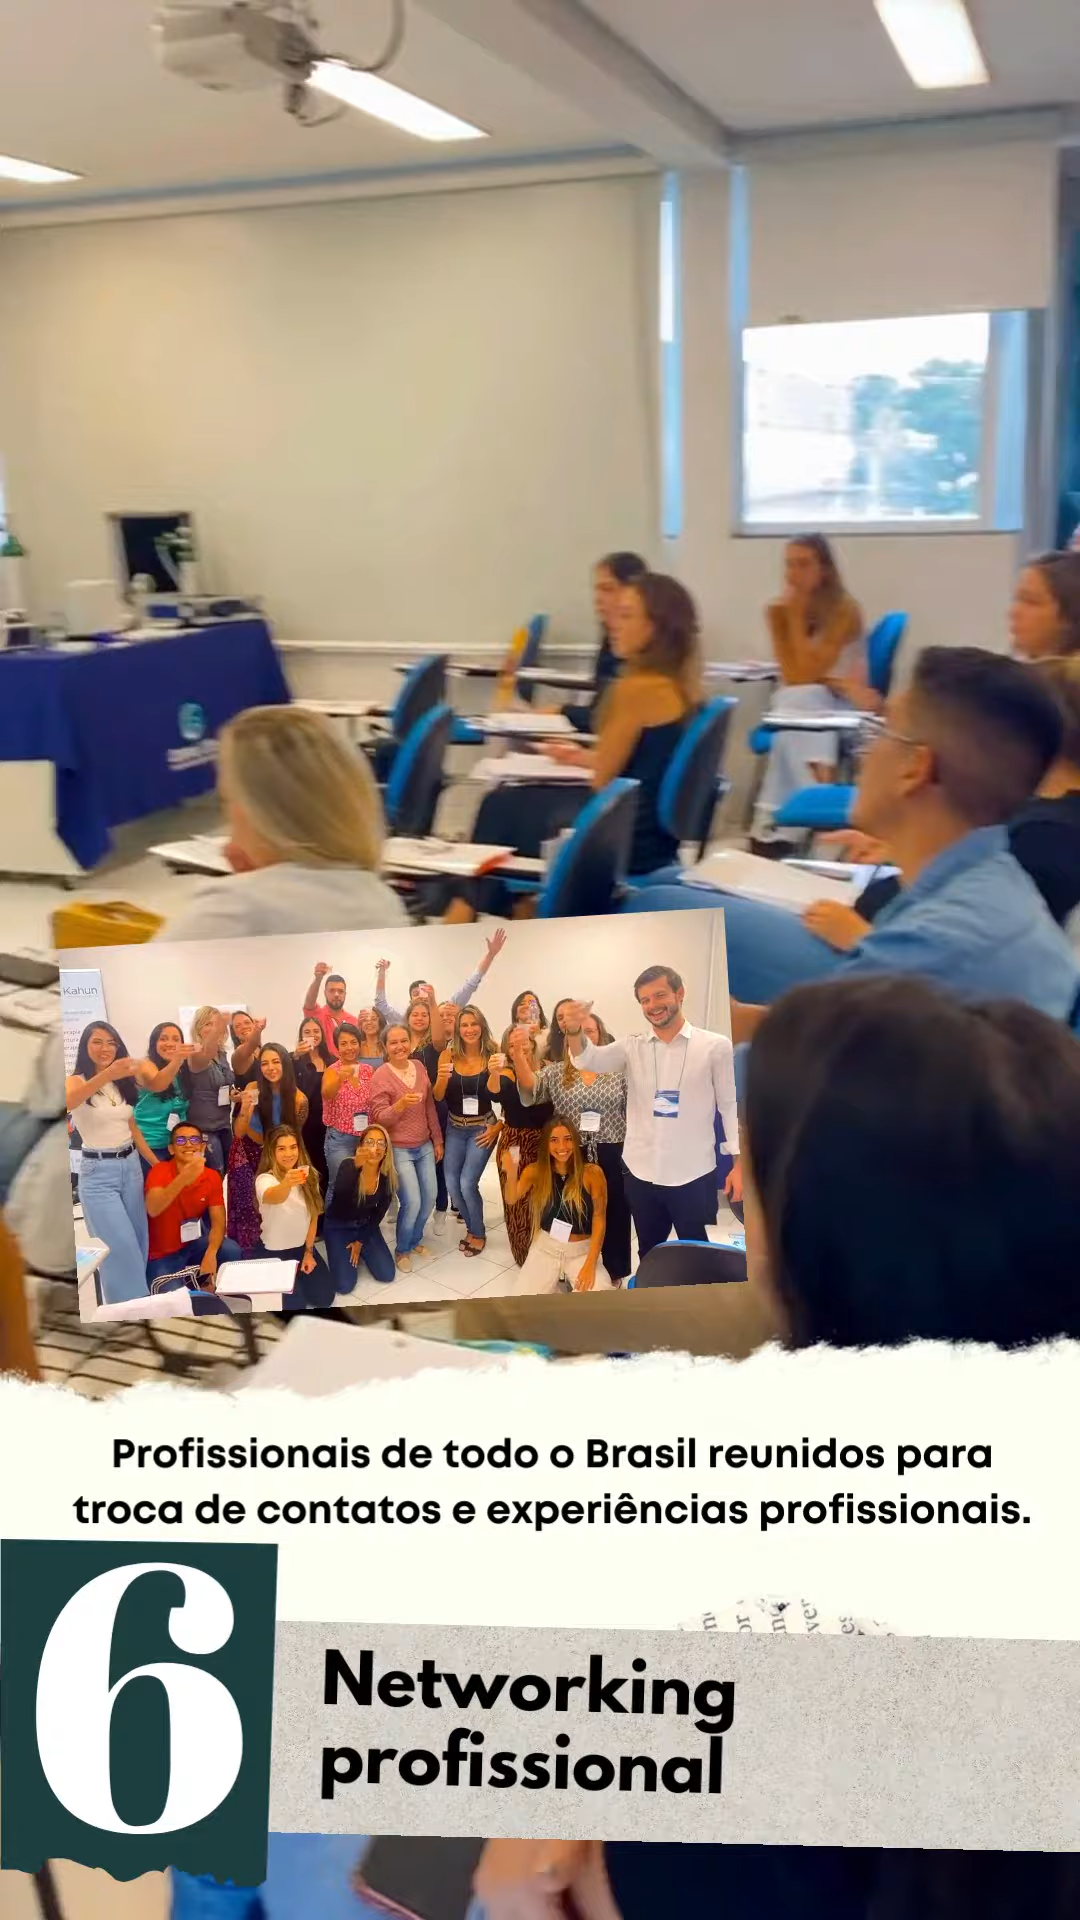 Kahun
Profissionais de todo o Brasil reunidos para
troca de contatos e experiências profissionais.
6
Networking
profissional